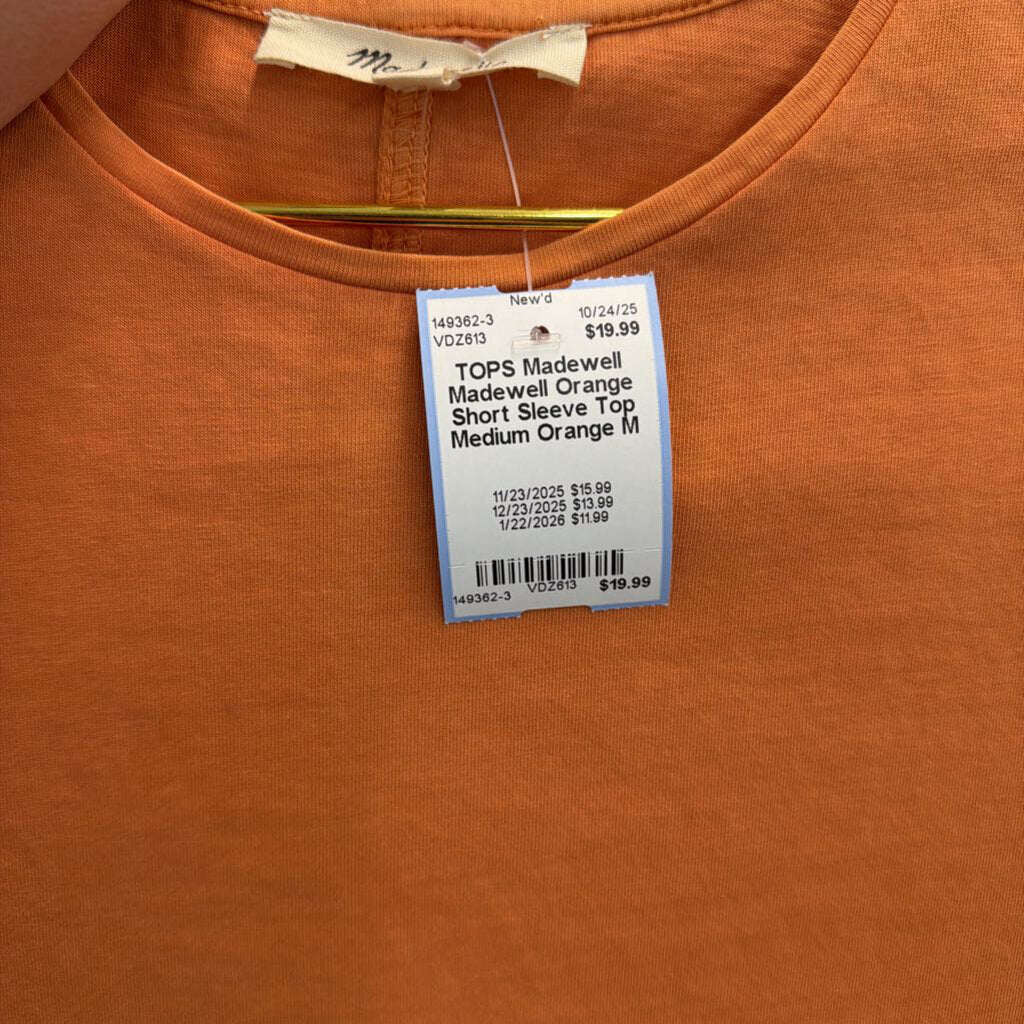 New'd
149362-3 10/24/25
VDZ613 $19.99
TOPS Madewell
Madewell Orange
Short Sleeve Top
Medium Orange M
11/23/2025 $15.99
12/23/2025 $13.99
1/22/2026 $11.99
149362-3 VDZ613 $19.99